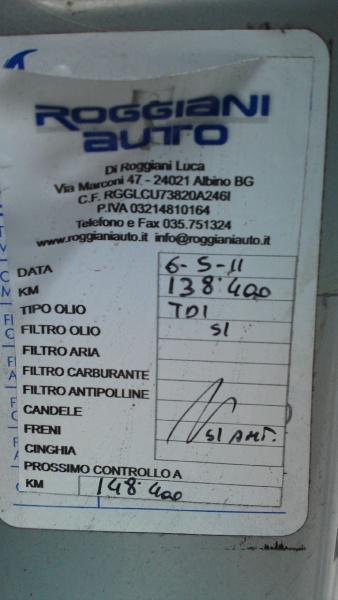 ROGGIANI
AUTO
Di Roggiani Luca
Via Marconi 47 - 24021 Albino BG
C.F. RGGLCU73820A246I
P.IVA 03214810164
Telefono e Fax 035.751324
www.roggianiauto.it info@roggianiauto.it
DATA 6-5-11
KM 138.400
TIPO OLIO TDI
FILTRO OLIO SI
FILTRO ARIA
FILTRO CARBURANTE
FILTRO ANTIPOLLINE
CANDELE
FRENI SI ANT.
CINGHIA
PROSSIMO CONTROLLO A
KM 148.400